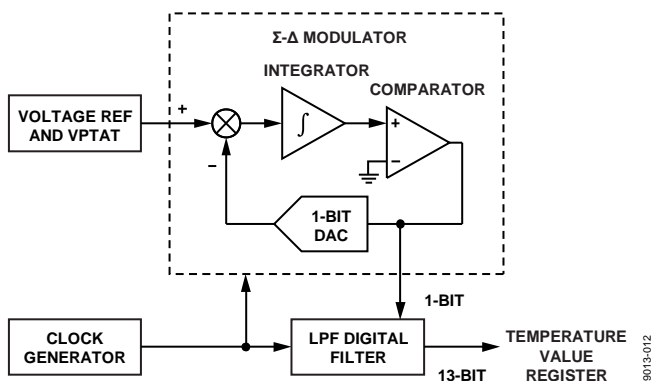 Σ-Δ MODULATOR
INTEGRATOR
COMPARATOR
VOLTAGE REF
AND VPTAT
+
−
∫
+
−
1-BIT
DAC
1-BIT
CLOCK
GENERATOR
LPF DIGITAL
FILTER
13-BIT
TEMPERATURE
VALUE
REGISTER
9013-012